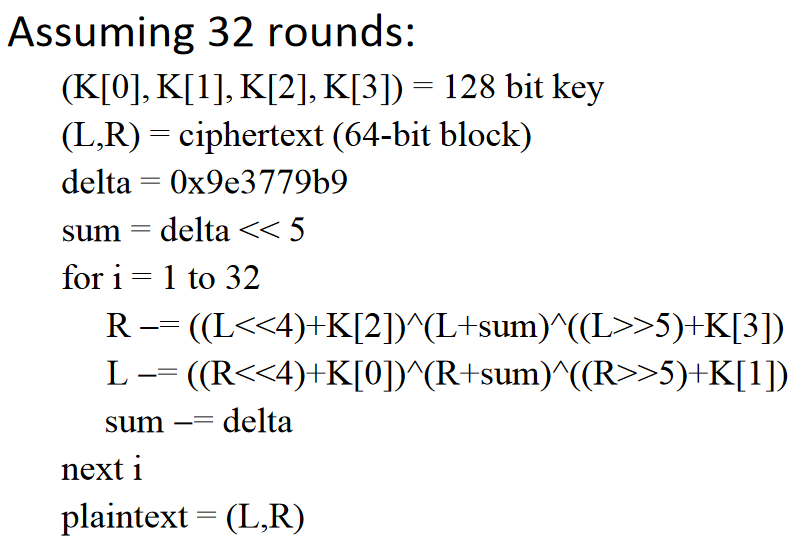 Assuming 32 rounds:
(K[0], K[1], K[2], K[3]) = 128 bit key
(L,R) = ciphertext (64-bit block)
delta = 0x9e3779b9
sum = delta << 5
for i = 1 to 32
R –= ((L<<4)+K[2])^(L+sum)^((L>>5)+K[3])
L –= ((R<<4)+K[0])^(R+sum)^((R>>5)+K[1])
sum –= delta
next i
plaintext = (L,R)